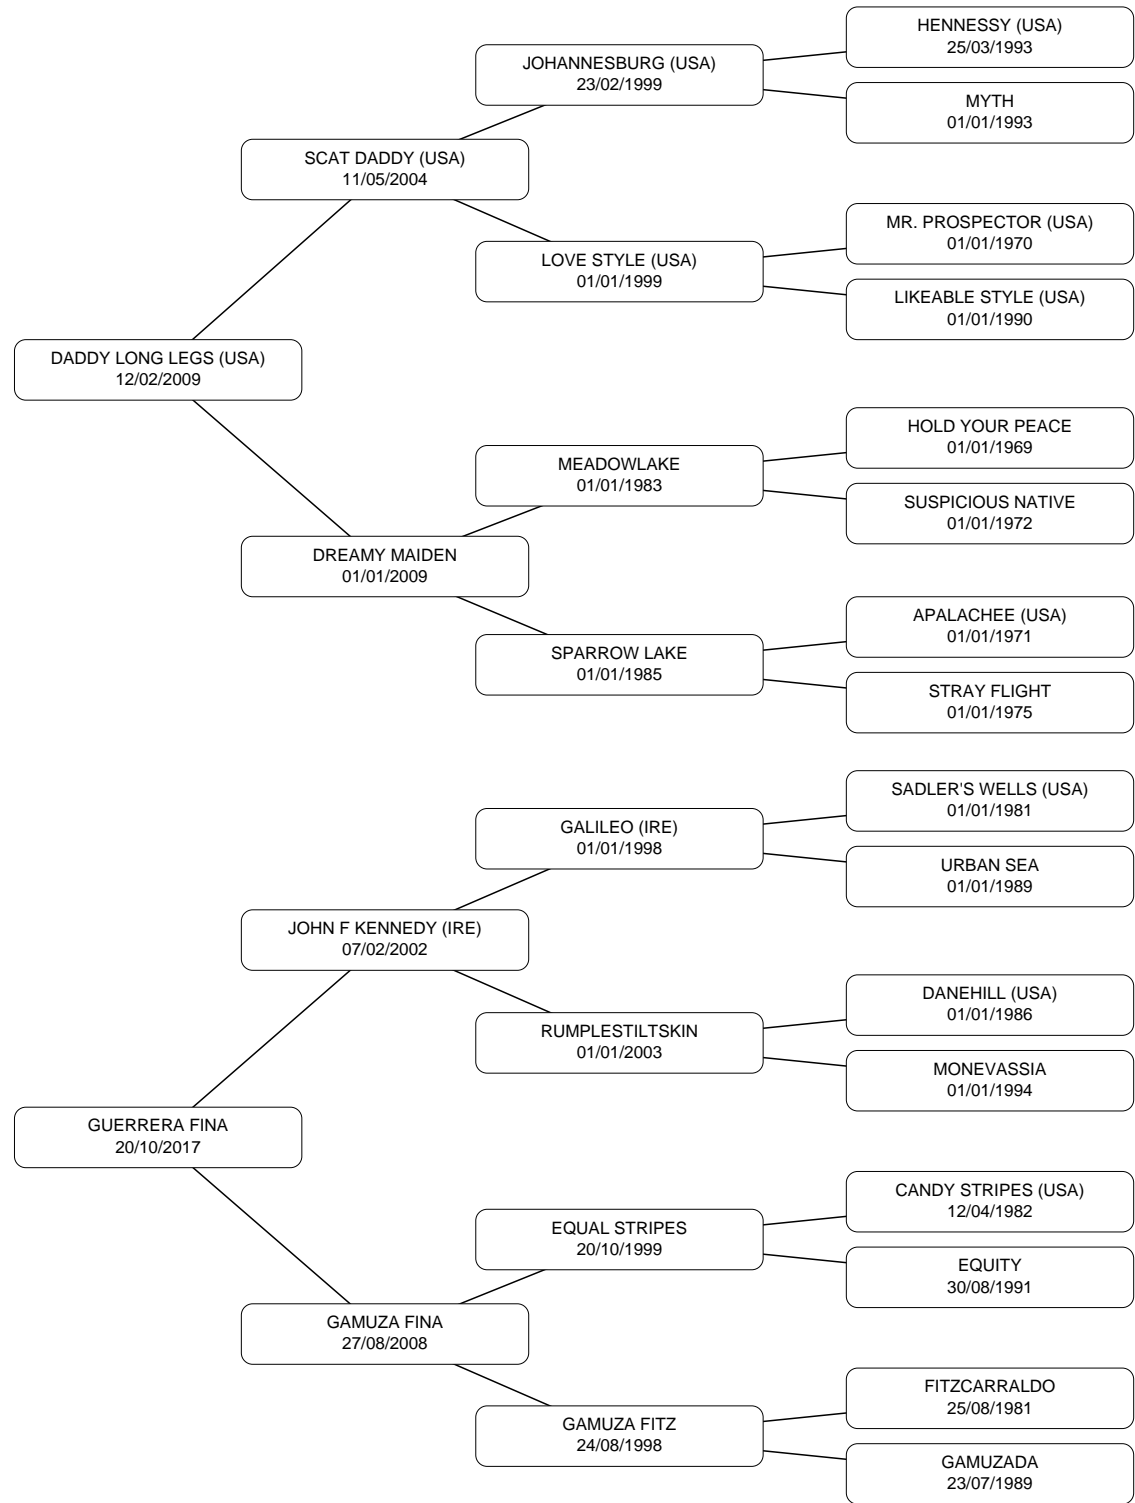 HENNESSY (USA)
25/03/1993
JOHANNESBURG (USA)
23/02/1999
MYTH
01/01/1993
SCAT DADDY (USA)
11/05/2004
MR. PROSPECTOR (USA)
01/01/1970
LOVE STYLE (USA)
01/01/1999
LIKEABLE STYLE (USA)
01/01/1990
DADDY LONG LEGS (USA)
12/02/2009
HOLD YOUR PEACE
01/01/1969
MEADOWLAKE
01/01/1983
SUSPICIOUS NATIVE
01/01/1972
DREAMY MAIDEN
01/01/2009
APALACHEE (USA)
01/01/1971
SPARROW LAKE
01/01/1985
STRAY FLIGHT
01/01/1975
SADLER'S WELLS (USA)
01/01/1981
GALILEO (IRE)
01/01/1998
URBAN SEA
01/01/1989
JOHN F KENNEDY (IRE)
07/02/2002
DANEHILL (USA)
01/01/1986
RUMPLESTILTSKIN
01/01/2003
MONEVASSIA
01/01/1994
GUERRERA FINA
20/10/2017
CANDY STRIPES (USA)
12/04/1982
EQUAL STRIPES
20/10/1999
EQUITY
30/08/1991
GAMUZA FINA
27/08/2008
FITZCARRALDO
25/08/1981
GAMUZA FITZ
24/08/1998
GAMUZADA
23/07/1989